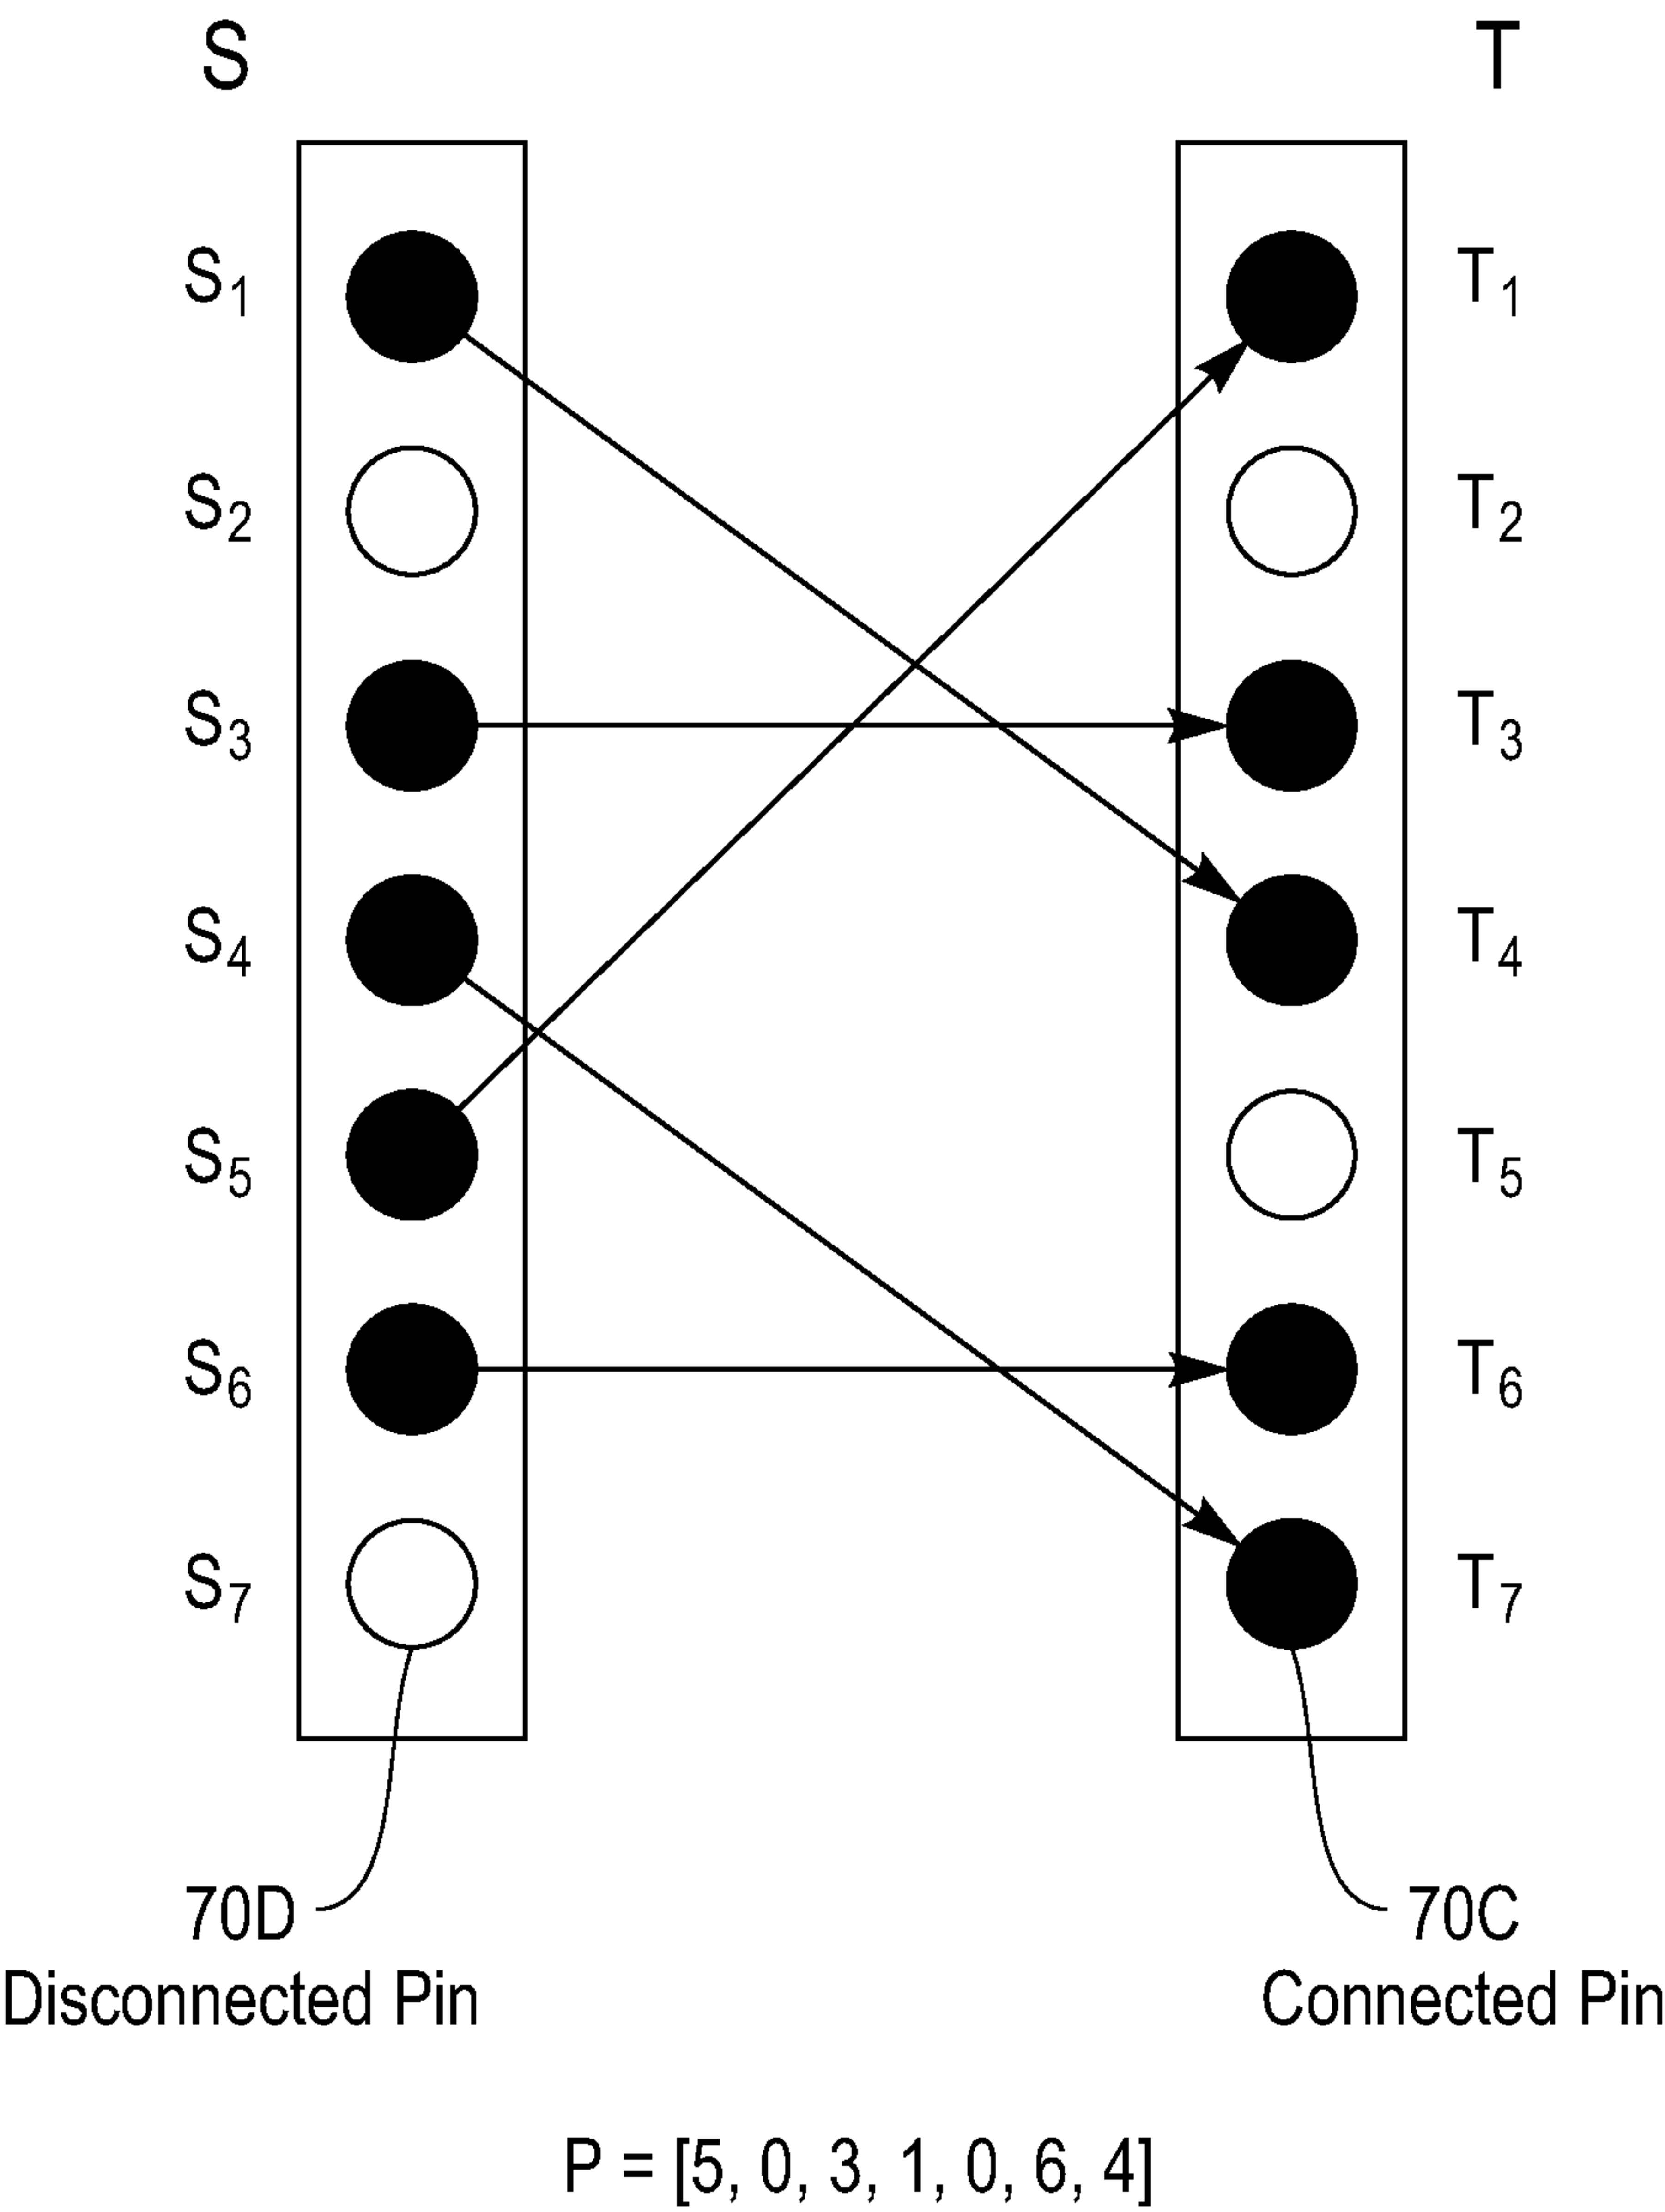 S T
S1 T1
S2 T2
S3 T3
S4 T4
S5 T5
S6 T6
S7 T7
70D 70C
Disconnected Pin Connected Pin
P = [5, 0, 3, 1, 0, 6, 4]